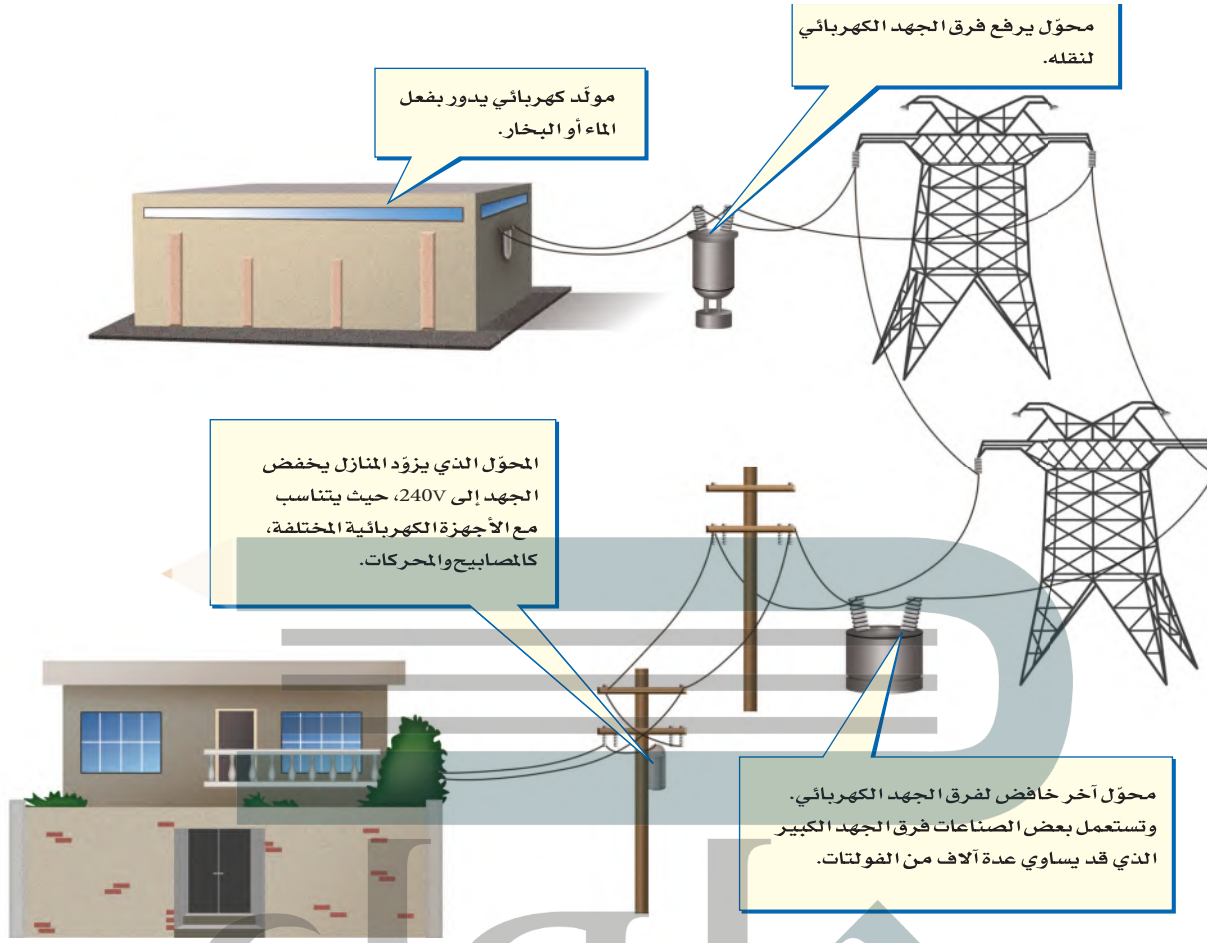 محوّل يرفع فرق الجهد الكهربائي
لنقله.
مولّد كهربائي يدور بفعل
الماء أو البخار.
المحوّل الذي يزوّد المنازل يخفض
الجهد إلى 240V، حيث يتناسب
مع الأجهزة الكهربائية المختلفة،
كالمصابيح والمحركات.
محوّل آخر خافض لفرق الجهد الكهربائي.
وتستعمل بعض الصناعات فرق الجهد الكبير
الذي قد يساوي عدة آلاف من الفولتات.